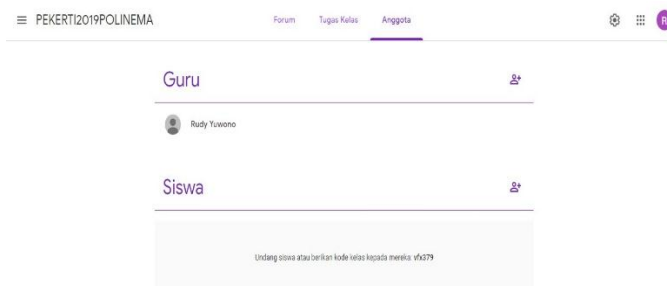 PEKERTI2019POLINEMA
Forum Tugas Kelas Anggota
R
Guru
Rudy Yuwono
Siswa
Undang siswa atau berikan kode kelas kepada mereka: vfx379